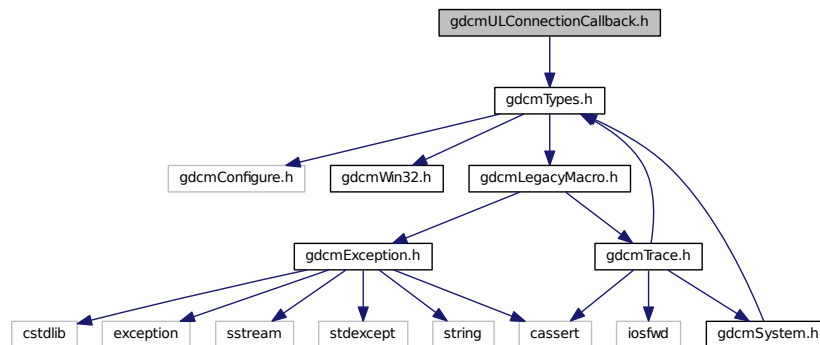 gdcmULConnectionCallback.h
gdcmTypes.h
gdcmConfigure.h
gdcmWin32.h
gdcmLegacyMacro.h
gdcmException.h
gdcmTrace.h
cstdlib
exception
sstream
stdexcept
string
cassert
iosfwd
gdcmSystem.h